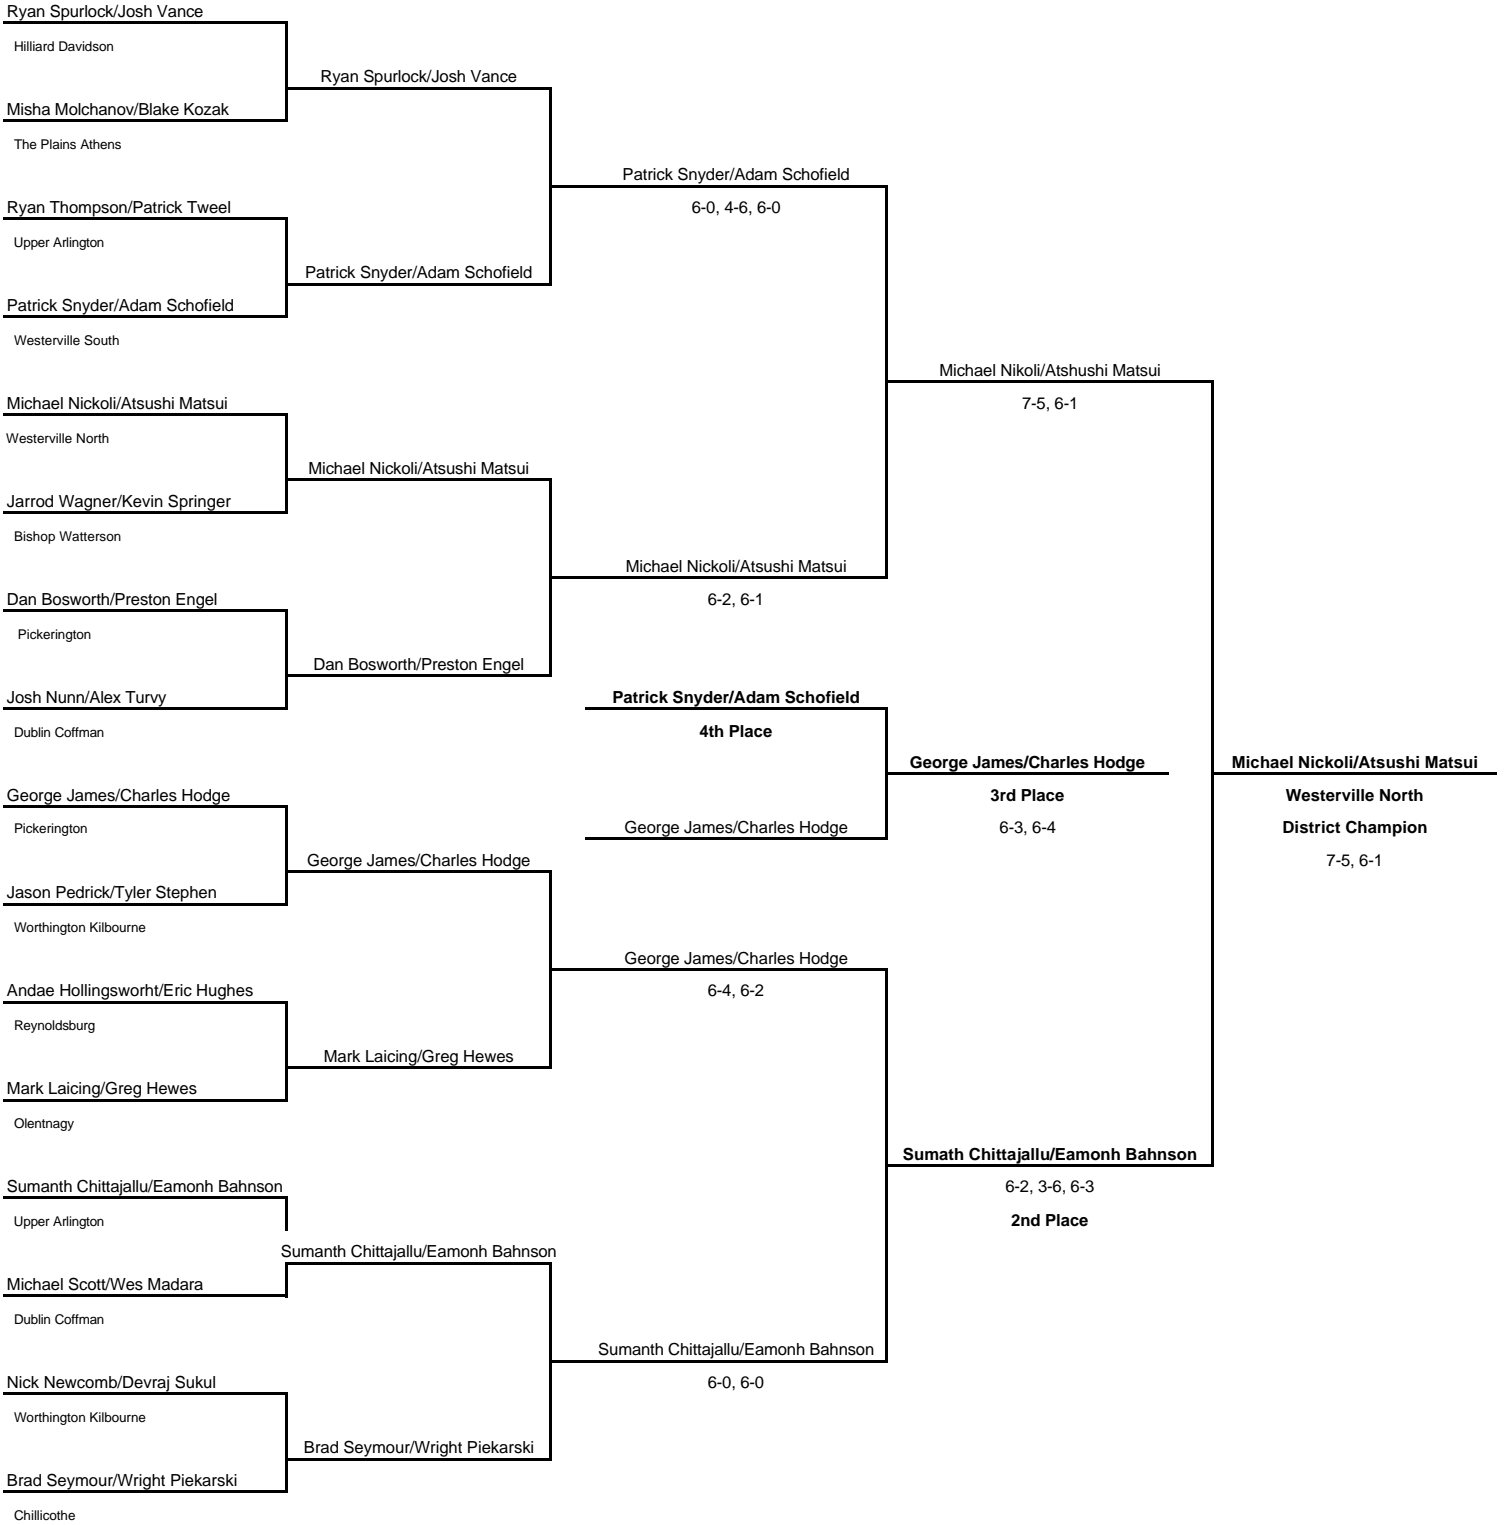 Ryan Spurlock/Josh Vance
Hilliard Davidson
Ryan Spurlock/Josh Vance
Misha Molchanov/Blake Kozak
The Plains Athens
Patrick Snyder/Adam Schofield
Ryan Thompson/Patrick Tweel
6-0, 4-6, 6-0
Upper Arlington
Patrick Snyder/Adam Schofield
Patrick Snyder/Adam Schofield
Westerville South
Michael Nikoli/Atshushi Matsui
Michael Nickoli/Atsushi Matsui
7-5, 6-1
Westerville North
Michael Nickoli/Atsushi Matsui
Jarrod Wagner/Kevin Springer
Bishop Watterson
Michael Nickoli/Atsushi Matsui
Dan Bosworth/Preston Engel
6-2, 6-1
Pickerington
Dan Bosworth/Preston Engel
Josh Nunn/Alex Turvy
Patrick Snyder/Adam Schofield
Dublin Coffman
4th Place
George James/Charles Hodge
Michael Nickoli/Atsushi Matsui
George James/Charles Hodge
3rd Place
Westerville North
Pickerington
George James/Charles Hodge
6-3, 6-4
District Champion
George James/Charles Hodge
7-5, 6-1
Jason Pedrick/Tyler Stephen
Worthington Kilbourne
George James/Charles Hodge
Andae Hollingsworht/Eric Hughes
6-4, 6-2
Reynoldsburg
Mark Laicing/Greg Hewes
Mark Laicing/Greg Hewes
Olentnagy
Sumath Chittajallu/Eamonh Bahnson
Sumanth Chittajallu/Eamonh Bahnson
6-2, 3-6, 6-3
Upper Arlington
2nd Place
Sumanth Chittajallu/Eamonh Bahnson
Michael Scott/Wes Madara
Dublin Coffman
Sumanth Chittajallu/Eamonh Bahnson
Nick Newcomb/Devraj Sukul
6-0, 6-0
Worthington Kilbourne
Brad Seymour/Wright Piekarski
Brad Seymour/Wright Piekarski
Chillicothe